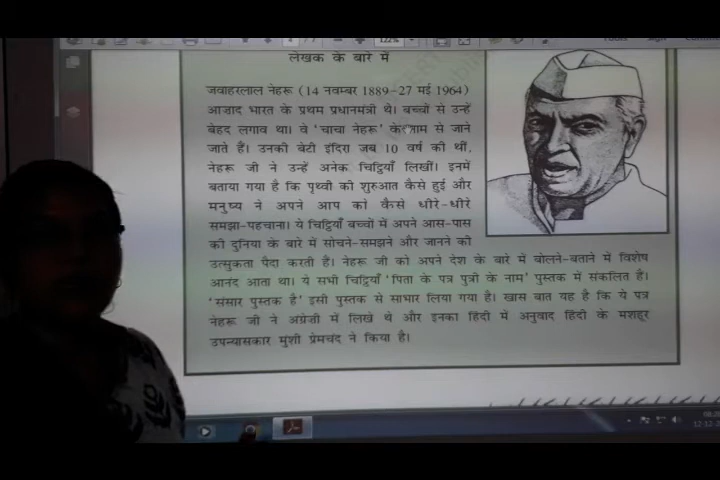 लेखक के बारे में
जवाहरलाल नेहरू (14 नवम्बर 1889–27 मई 1964)
आज़ाद भारत के प्रथम प्रधानमंत्री थे। बच्चों से उन्हें
बेहद लगाव था। वे 'चाचा नेहरू' के नाम से जाने
जाते हैं। उनकी बेटी इंदिरा जब 10 वर्ष की थीं,
नेहरू जी ने उन्हें अनेक चिट्ठियाँ लिखीं। इनमें
बताया गया है कि पृथ्वी की शुरुआत कैसे हुई और
मनुष्य ने अपने आप को कैसे धीरे-धीरे
समझा-पहचाना। ये चिट्ठियाँ बच्चों में अपने आस-पास
की दुनिया के बारे में सोचने-समझने और जानने की
उत्सुकता पैदा करती हैं। नेहरू जी को अपने देश के बारे में बोलने-बताने में विशेष
आनंद आता था। ये सभी चिट्ठियाँ 'पिता के पत्र पुत्री के नाम' पुस्तक में संकलित हैं।
'संसार पुस्तक है' इसी पुस्तक से साभार लिया गया है। खास बात यह है कि ये पत्र
नेहरू जी ने अंग्रेज़ी में लिखे थे और इनका हिंदी में अनुवाद हिंदी के मशहूर
उपन्यासकार मुंशी प्रेमचंद ने किया है।